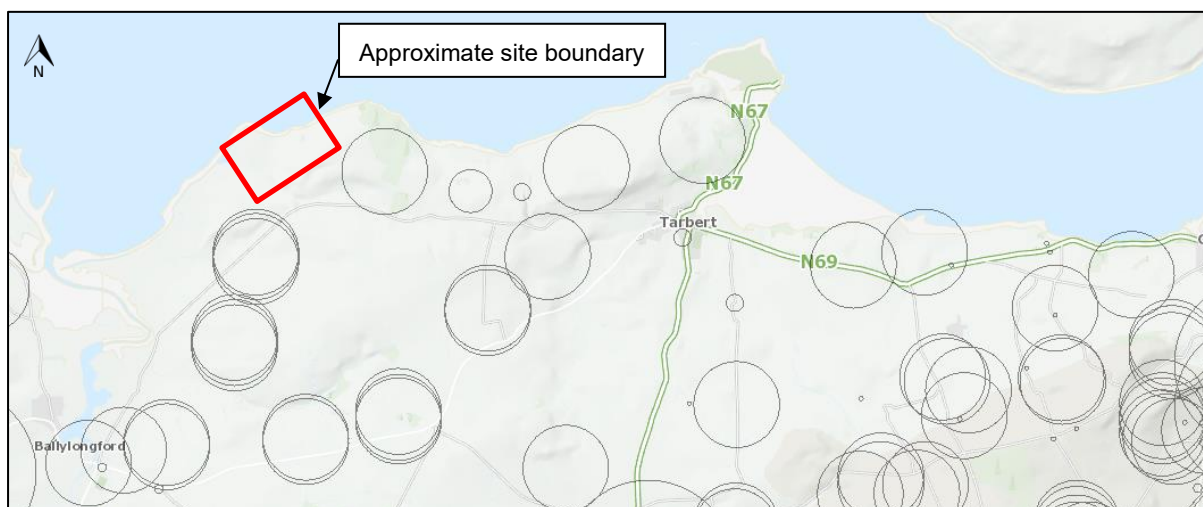 Approximate site boundary
N
N67
N67
Tarbert
N69
Ballylongford